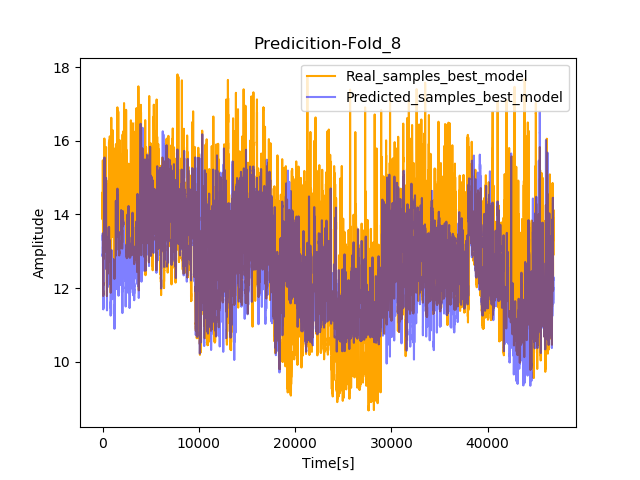 Predicition-Fold_8
Real_samples_best_model
Predicted_samples_best_model
18
16
14
12
10
Amplitude
0
10000
20000
30000
40000
Time[s]